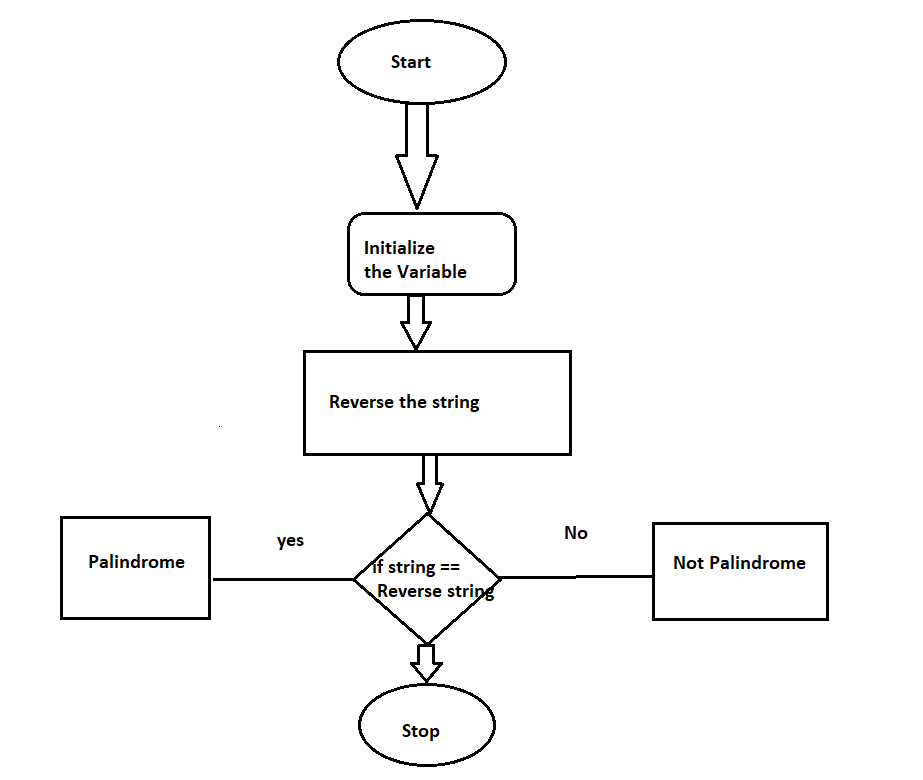 Start
Initialize
the Variable
Reverse the string
yes
No
Palindrome
if string ==
Reverse string
Not Palindrome
Stop